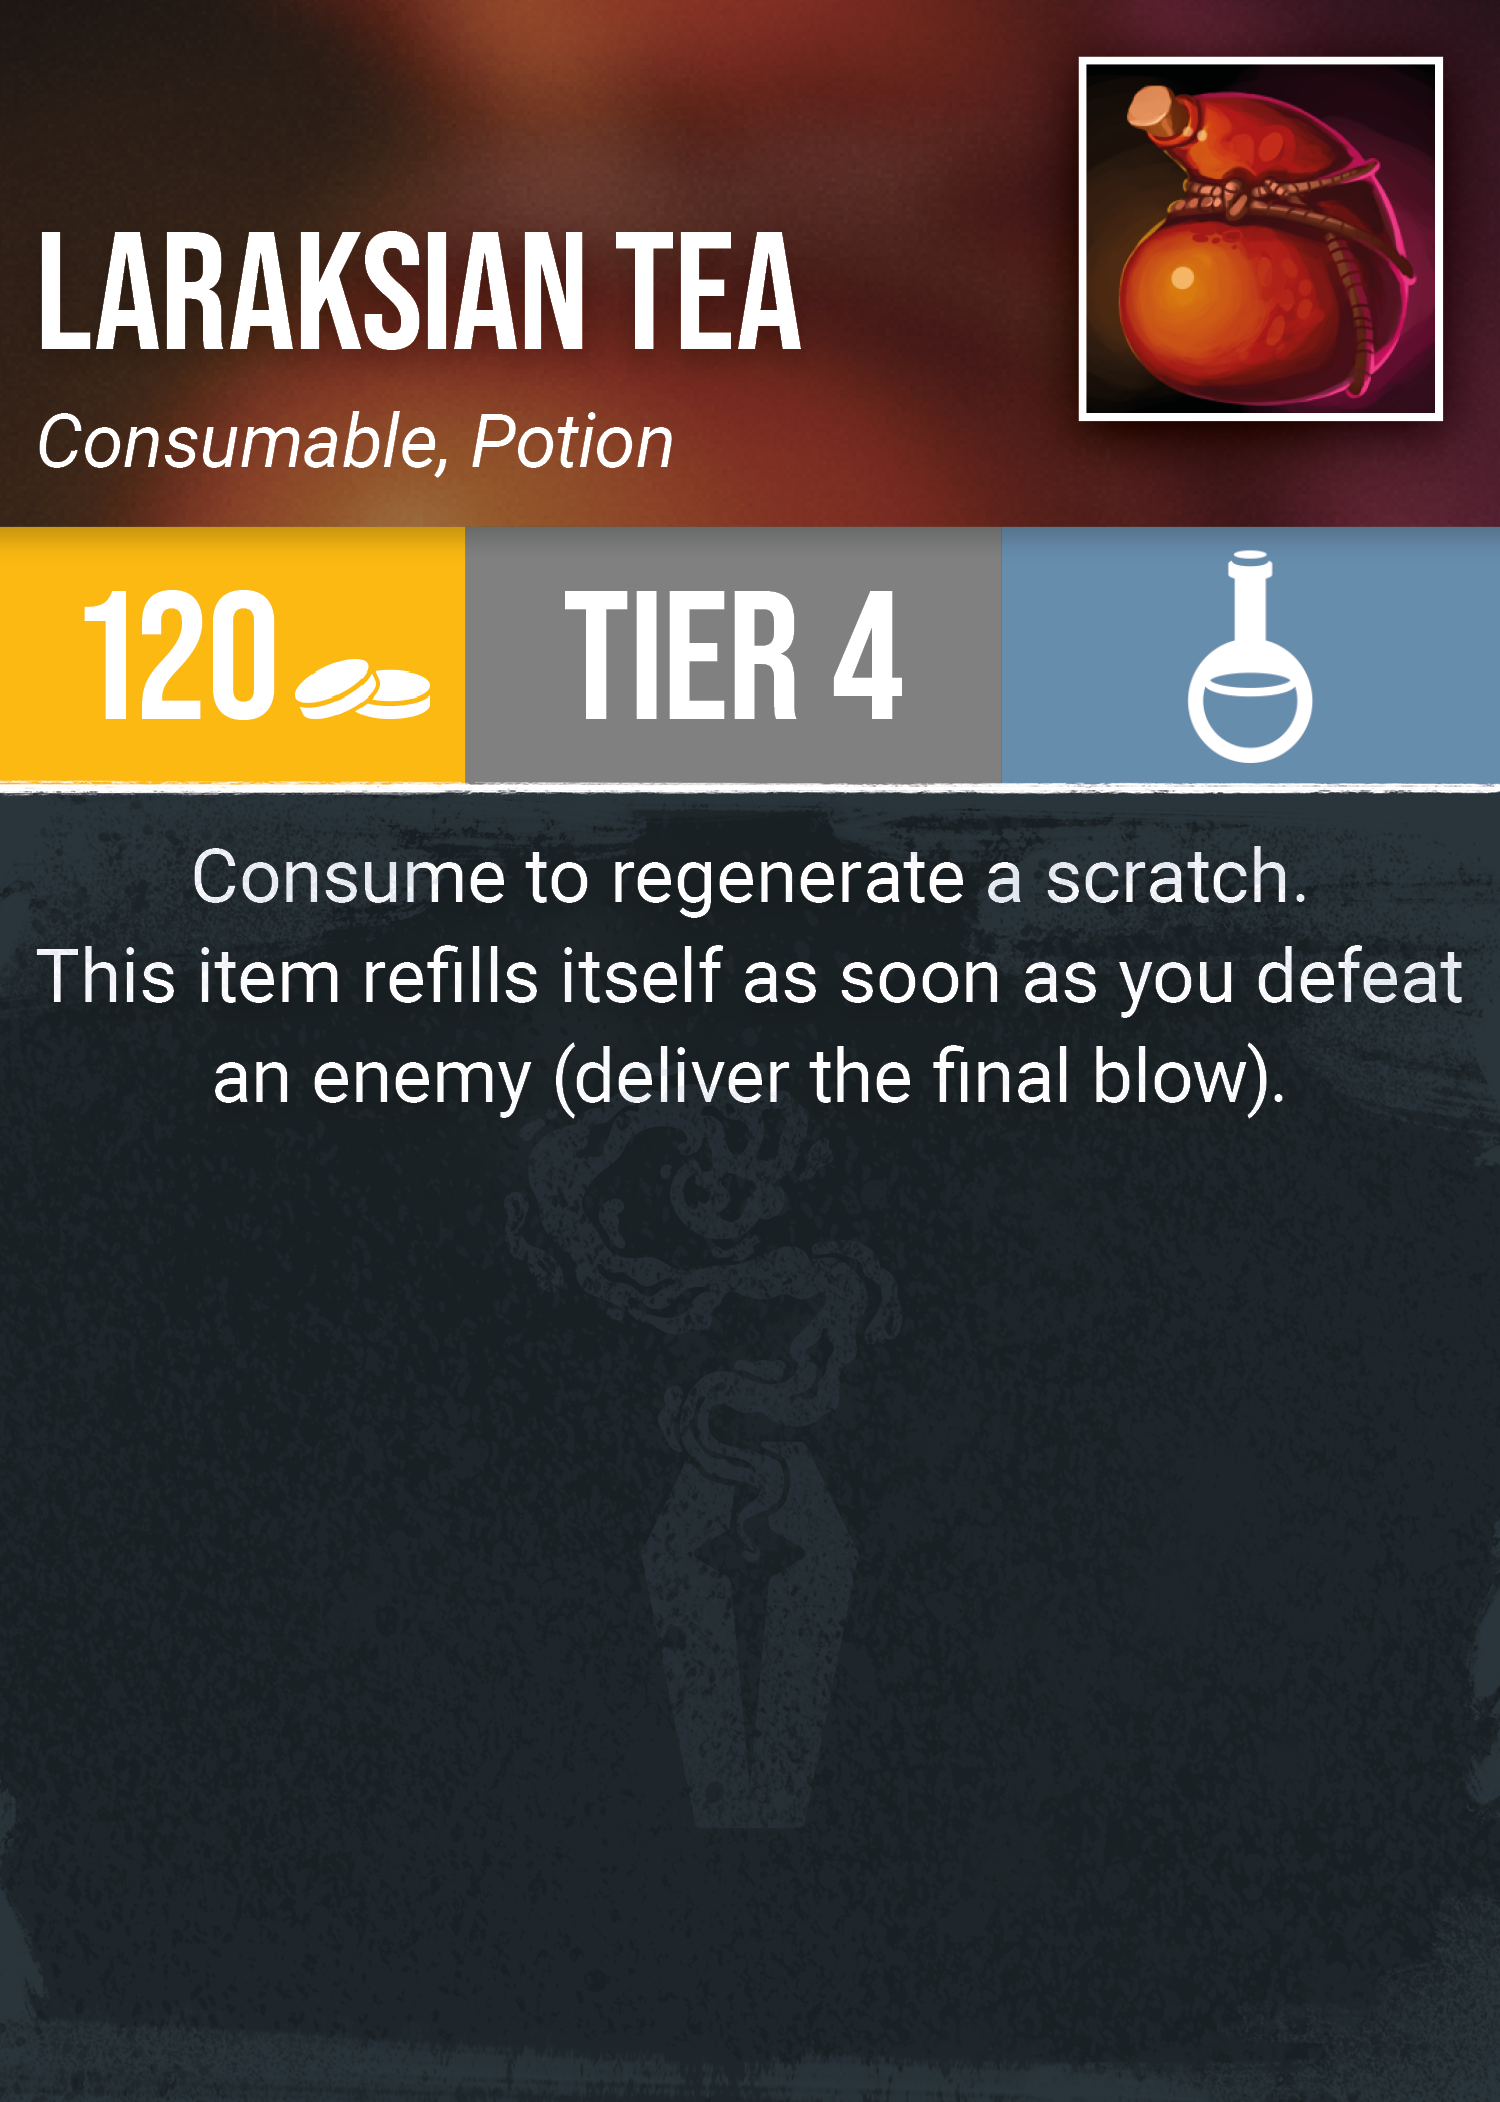 LARAKSIAN TEA
Consumable, Potion
120
TIER 4
Consume to regenerate a scratch.
This item refills itself as soon as you defeat
an enemy (deliver the final blow).